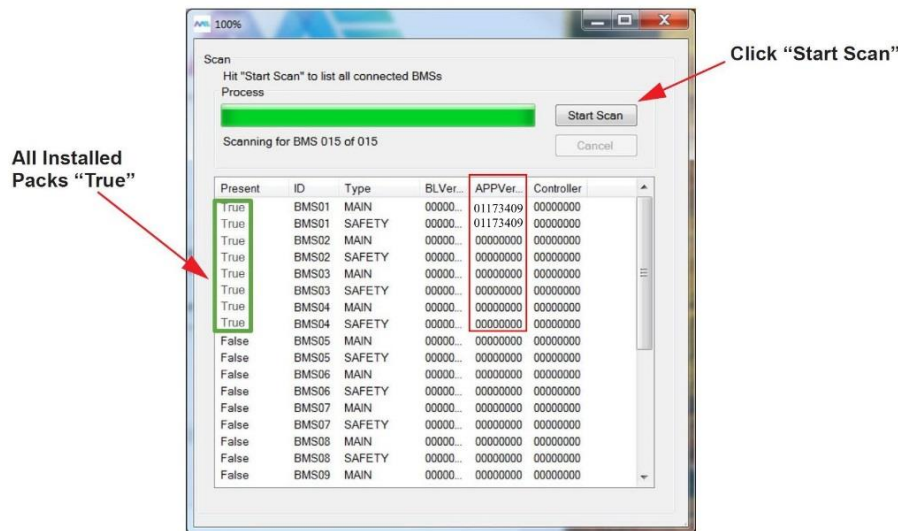 100%
Click “Start Scan”
Scan
Hit "Start Scan" to list all connected BMSs
Process
Start Scan
Scanning for BMS 015 of 015
Cancel
All Installed
Packs “True”
Present ID Type BLVer... APPVer... Controller
True BMS01 MAIN 00000... 01173409 00000000
True BMS01 SAFETY 00000... 01173409 00000000
True BMS02 MAIN 00000... 00000000 00000000
True BMS02 SAFETY 00000... 00000000 00000000
True BMS03 MAIN 00000... 00000000 00000000
True BMS03 SAFETY 00000... 00000000 00000000
True BMS04 MAIN 00000... 00000000 00000000
True BMS04 SAFETY 00000... 00000000 00000000
False BMS05 MAIN 00000... 00000000 00000000
False BMS05 SAFETY 00000... 00000000 00000000
False BMS06 MAIN 00000... 00000000 00000000
False BMS06 SAFETY 00000... 00000000 00000000
False BMS07 MAIN 00000... 00000000 00000000
False BMS07 SAFETY 00000... 00000000 00000000
False BMS08 MAIN 00000... 00000000 00000000
False BMS08 SAFETY 00000... 00000000 00000000
False BMS09 MAIN 00000... 00000000 00000000